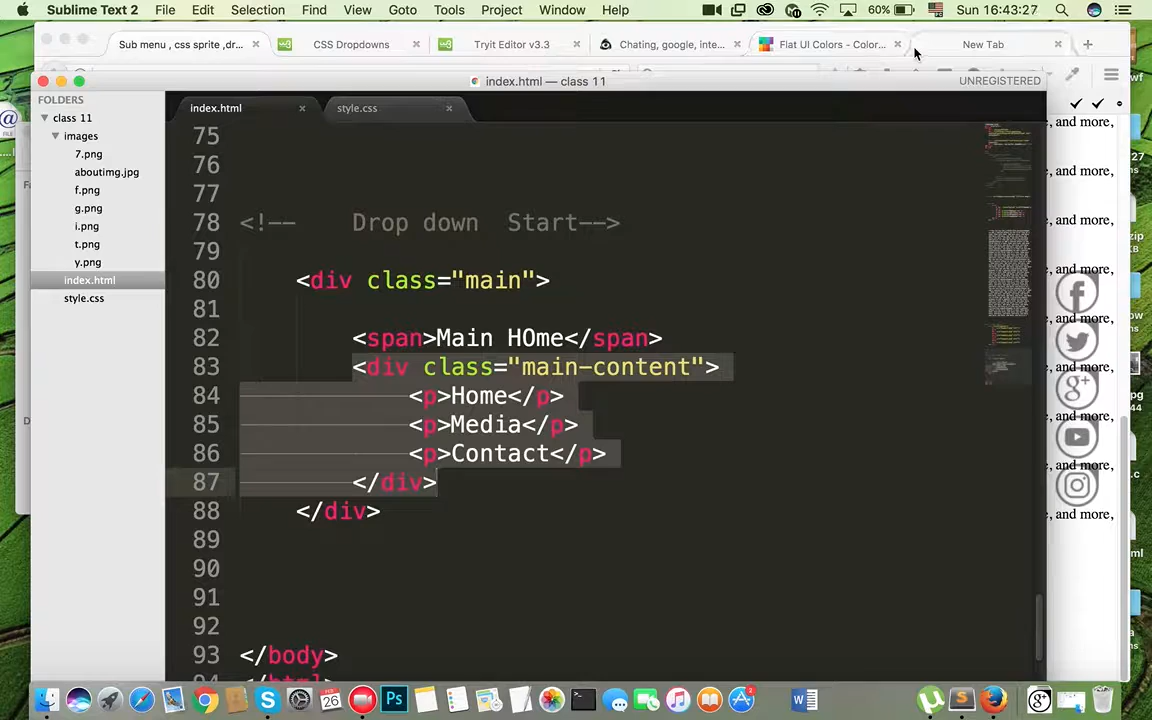 Sublime Text 2 File Edit Selection Find View Goto Tools Project Window Help 60% Sun 16:43:27
Sub menu , css sprite ,dr... CSS Dropdowns Tryit Editor v3.3 Chating, google, inte... Flat UI Colors - Color... New Tab
index.html — class 11 UNREGISTERED
FOLDERS
class 11
images
7.png
aboutimg.jpg
f.png
g.png
i.png
t.png
y.png
index.html
style.css
index.html style.css
75
76
77
78 <!-- Drop down Start-->
79
80 <div class="main">
81
82 <span>Main HOme</span>
83 <div class="main-content">
84 <p>Home</p>
85 <p>Media</p>
86 <p>Contact</p>
87 </div>
88 </div>
89
90
91
92
93 </body>
, and more,
, and more,
, and more,
, and more,
, and more,
, and more,
, and more,
, and more,
, and more,